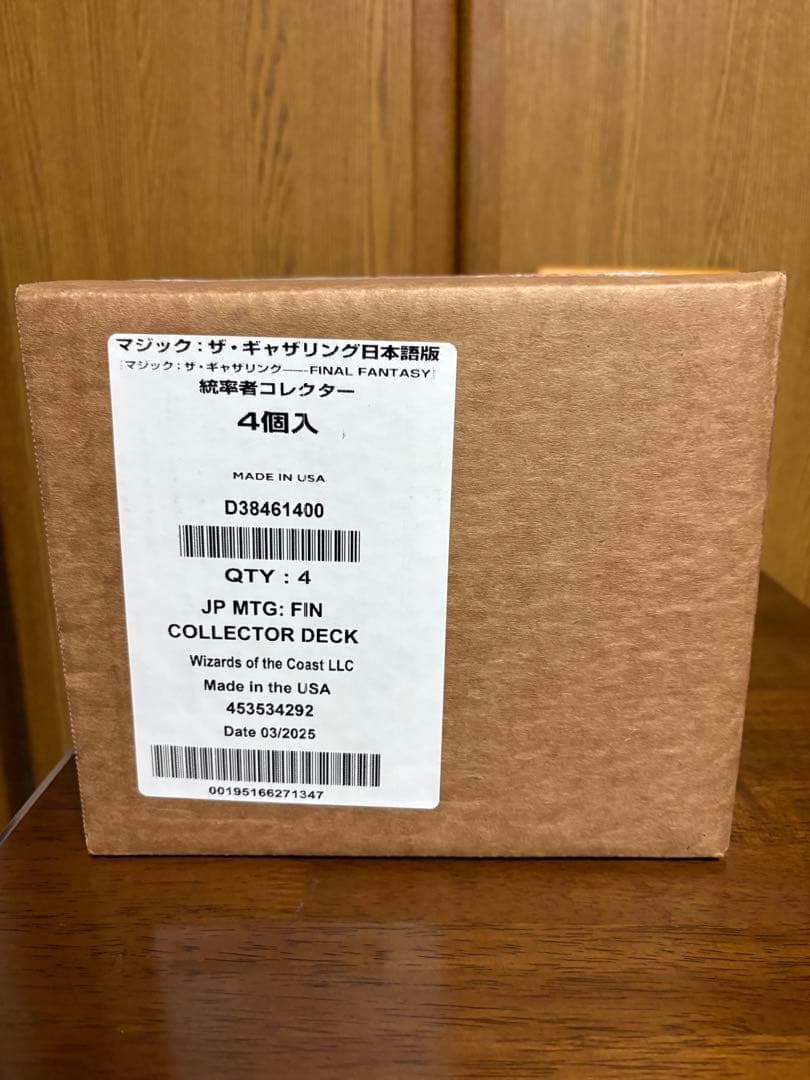 マジック:ザ・ギャザリング日本語版
『マジック:ザ・ギャザリング——FINAL FANTASY』
統率者コレクター
4個入
MADE IN USA
D38461400
QTY : 4
JP MTG: FIN
COLLECTOR DECK
Wizards of the Coast LLC
Made in the USA
453534292
Date 03/2025
00195166271347